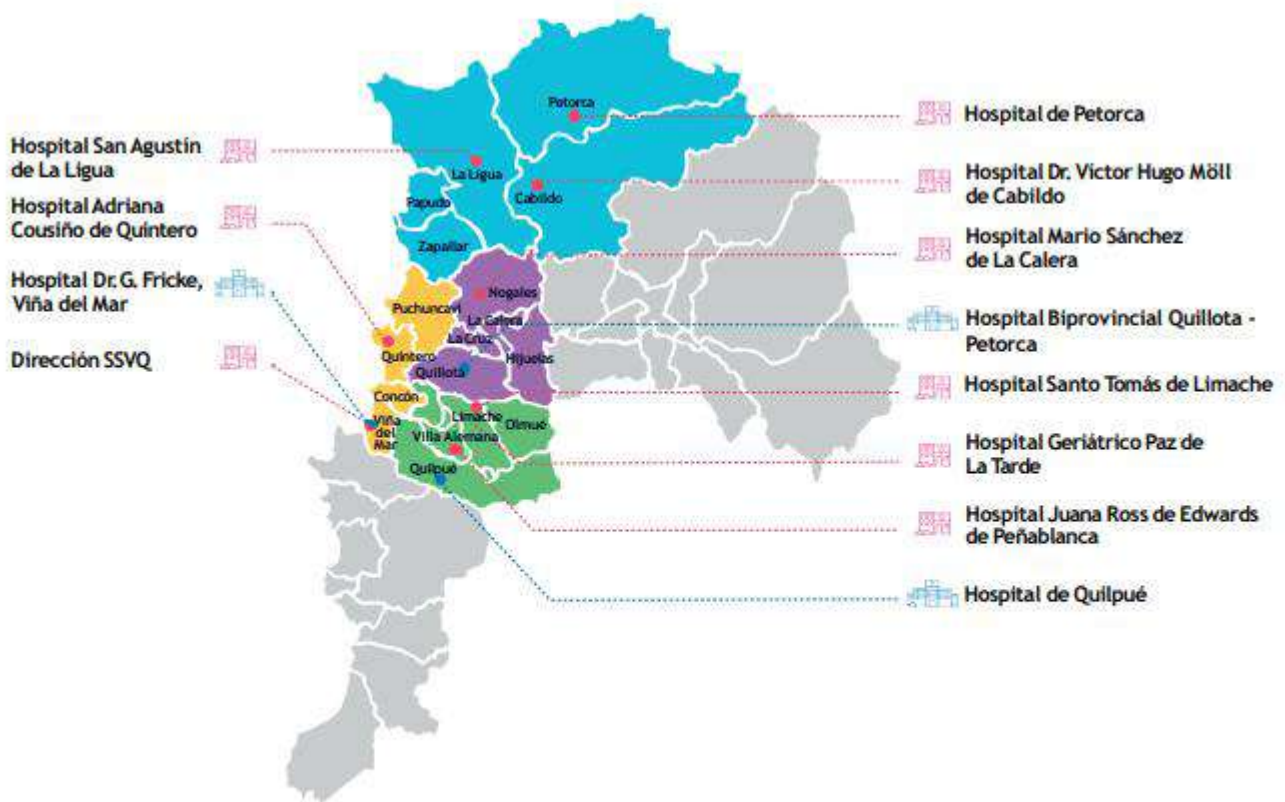 Hospital San Agustín
de La Ligua
Hospital Adriana
Cousiño de Quintero
Hospital Dr. G. Fricke,
Viña del Mar
Dirección SSVQ
Petorca
La Ligua
Cabildo
Papudo
Zapallar
Puchuncaví
Nogales
La Calera
La Cruz
Hijuelas
Quintero
Quillota
Concón
Limache
Olmué
Viña
del
Mar
Villa Alemana
Quilpué
Hospital de Petorca
Hospital Dr. Victor Hugo Möll
de Cabildo
Hospital Mario Sánchez
de La Calera
Hospital Biprovincial Quillota -
Petorca
Hospital Santo Tomás de Limache
Hospital Geriátrico Paz de
La Tarde
Hospital Juana Ross de Edwards
de Peñablanca
Hospital de Quilpué